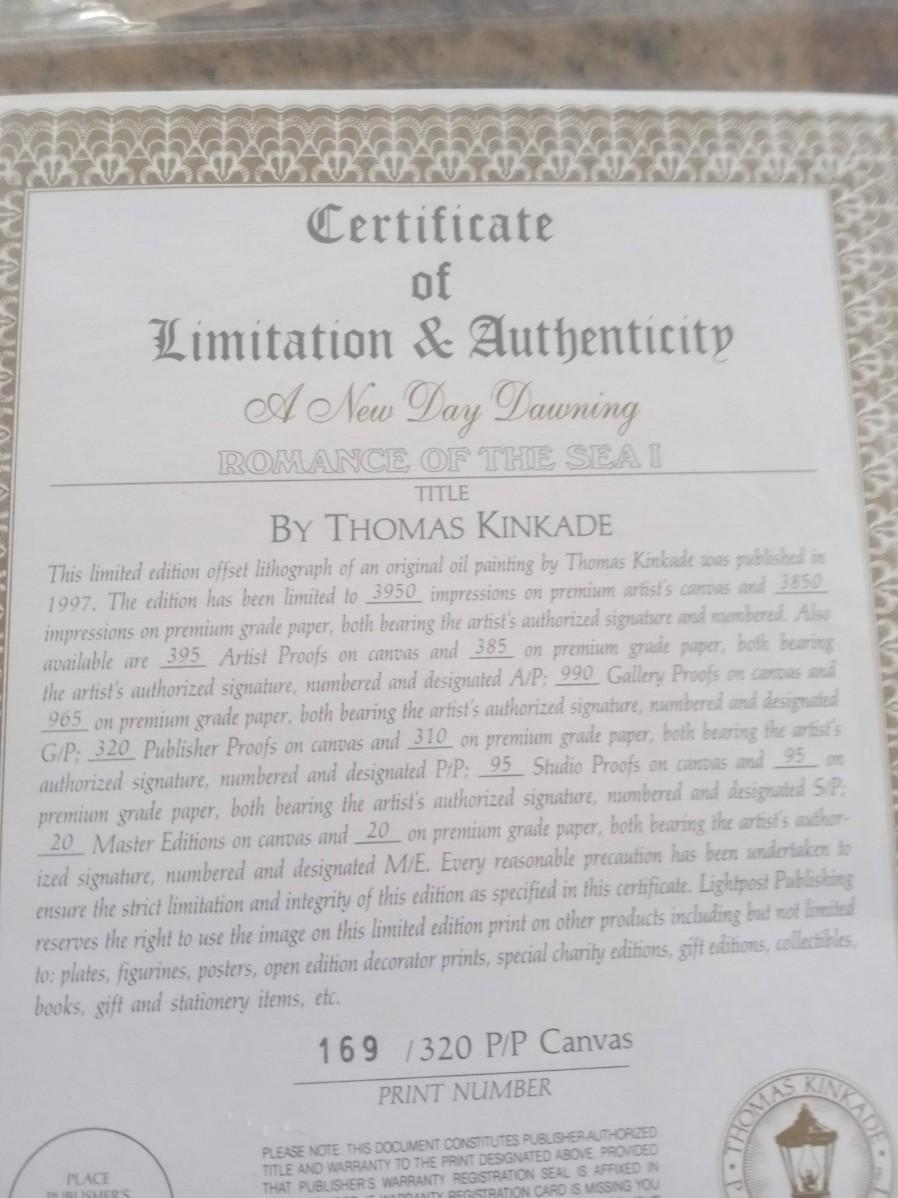 Certificate
of
Limitation & Authenticity
A New Day Dawning
ROMANCE OF THE SEA I
TITLE
BY THOMAS KINKADE
This limited edition offset lithograph of an original oil painting by Thomas Kinkade was published in
1997. The edition has been limited to 3950 impressions on premium artist's canvas and 3850
impressions on premium grade paper, both bearing the artist's authorized signature and numbered. Also
available are 395 Artist Proofs on canvas and 385 on premium grade paper, both bearing
the artist's authorized signature, numbered and designated A/P; 990 Gallery Proofs on canvas and
965 on premium grade paper, both bearing the artist's authorized signature, numbered and designated
G/P; 320 Publisher Proofs on canvas and 310 on premium grade paper, both bearing the artist's
authorized signature, numbered and designated P/P; 95 Studio Proofs on canvas and 95 on
premium grade paper, both bearing the artist's authorized signature, numbered and designated S/P;
20 Master Editions on canvas and 20 on premium grade paper, both bearing the artist's author-
ized signature, numbered and designated M/E. Every reasonable precaution has been undertaken to
ensure the strict limitation and integrity of this edition as specified in this certificate. Lightpost Publishing
reserves the right to use the image on this limited edition print on other products including but not limited
to: plates, figurines, posters, open edition decorator prints, special charity editions, gift editions, collectibles,
books, gift and stationery items, etc.
169 /320 P/P Canvas
PRINT NUMBER
THOMAS KINKADE
PLEASE NOTE. THIS DOCUMENT CONSTITUTES PUBLISHER-AUTHORIZED
TITLE AND WARRANTY TO THE PRINT DESIGNATED ABOVE, PROVIDED
THAT PUBLISHER'S WARRANTY REGISTRATION SEAL IS AFFIXED IN
WARRANTY REGISTRATION CARD IS MISSING YOU
PLACE
PUBLISHER'S